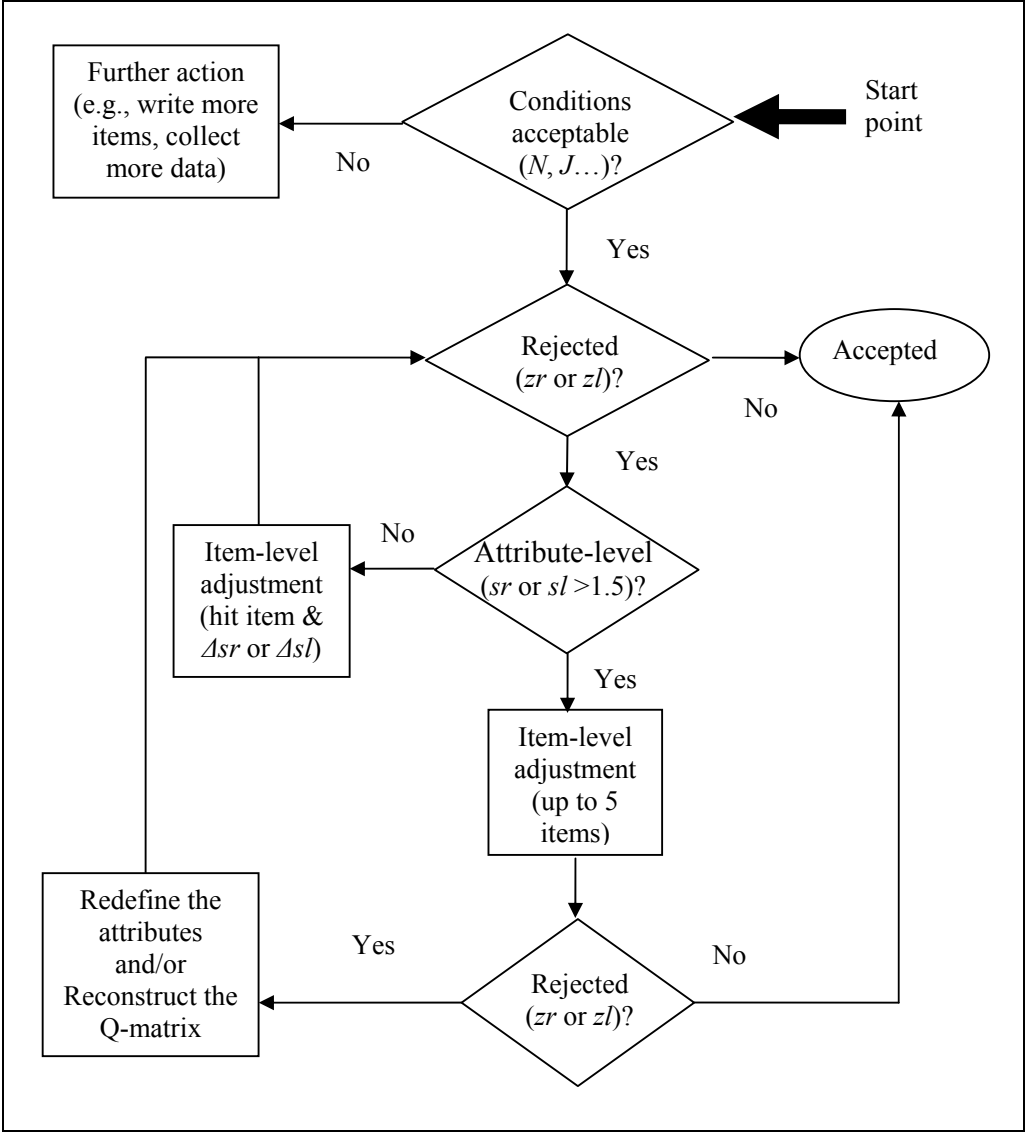 Further action
(e.g., write more
items, collect
more data)
No
Conditions
acceptable
(N, J…)?
Start
point
Yes
Rejected
(zr or zl)?
No
Accepted
Yes
Attribute-level
(sr or sl >1.5)?
No
Item-level
adjustment
(hit item &
Δsr or Δsl)
Yes
Item-level
adjustment
(up to 5
items)
Rejected
(zr or zl)?
Yes
No
Redefine the
attributes
and/or
Reconstruct the
Q-matrix